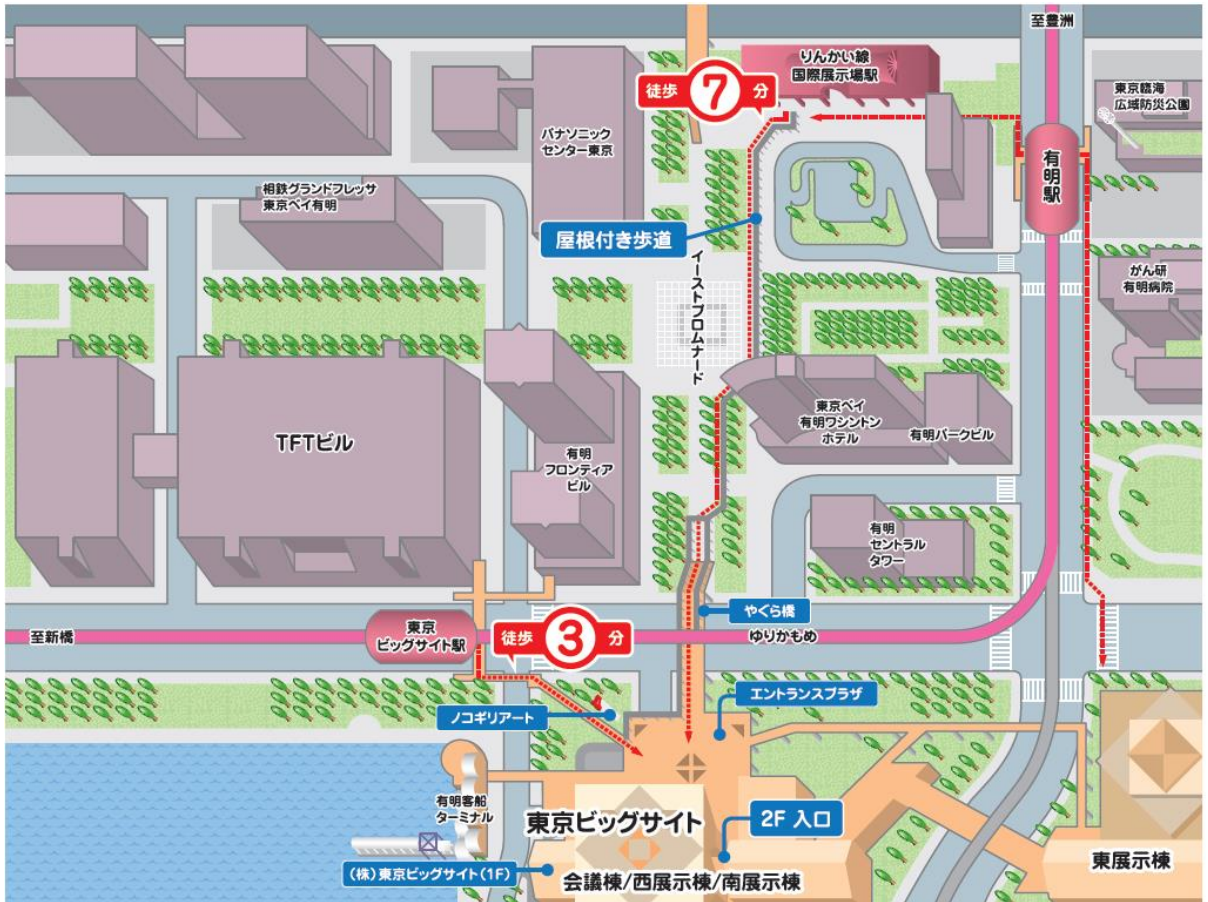 至豊洲
りんかい線
国際展示場駅
徒歩 7 分
東京臨海
広域防災公園
パナソニック
センター東京
有明駅
相鉄グランドフレッサ
東京ベイ有明
屋根付き歩道
イーストプロムナード
がん研
有明病院
東京ベイ
有明ワシントン
ホテル
有明パークビル
TFTビル
有明
フロンティア
ビル
有明
セントラル
タワー
やぐら橋
至新橋
東京
ビッグサイト駅
徒歩 3 分
ゆりかもめ
エントランスプラザ
ノコギリアート
有明客船
ターミナル
東京ビッグサイト
2F 入口
(株)東京ビッグサイト(1F)
会議棟/西展示棟/南展示棟
東展示棟